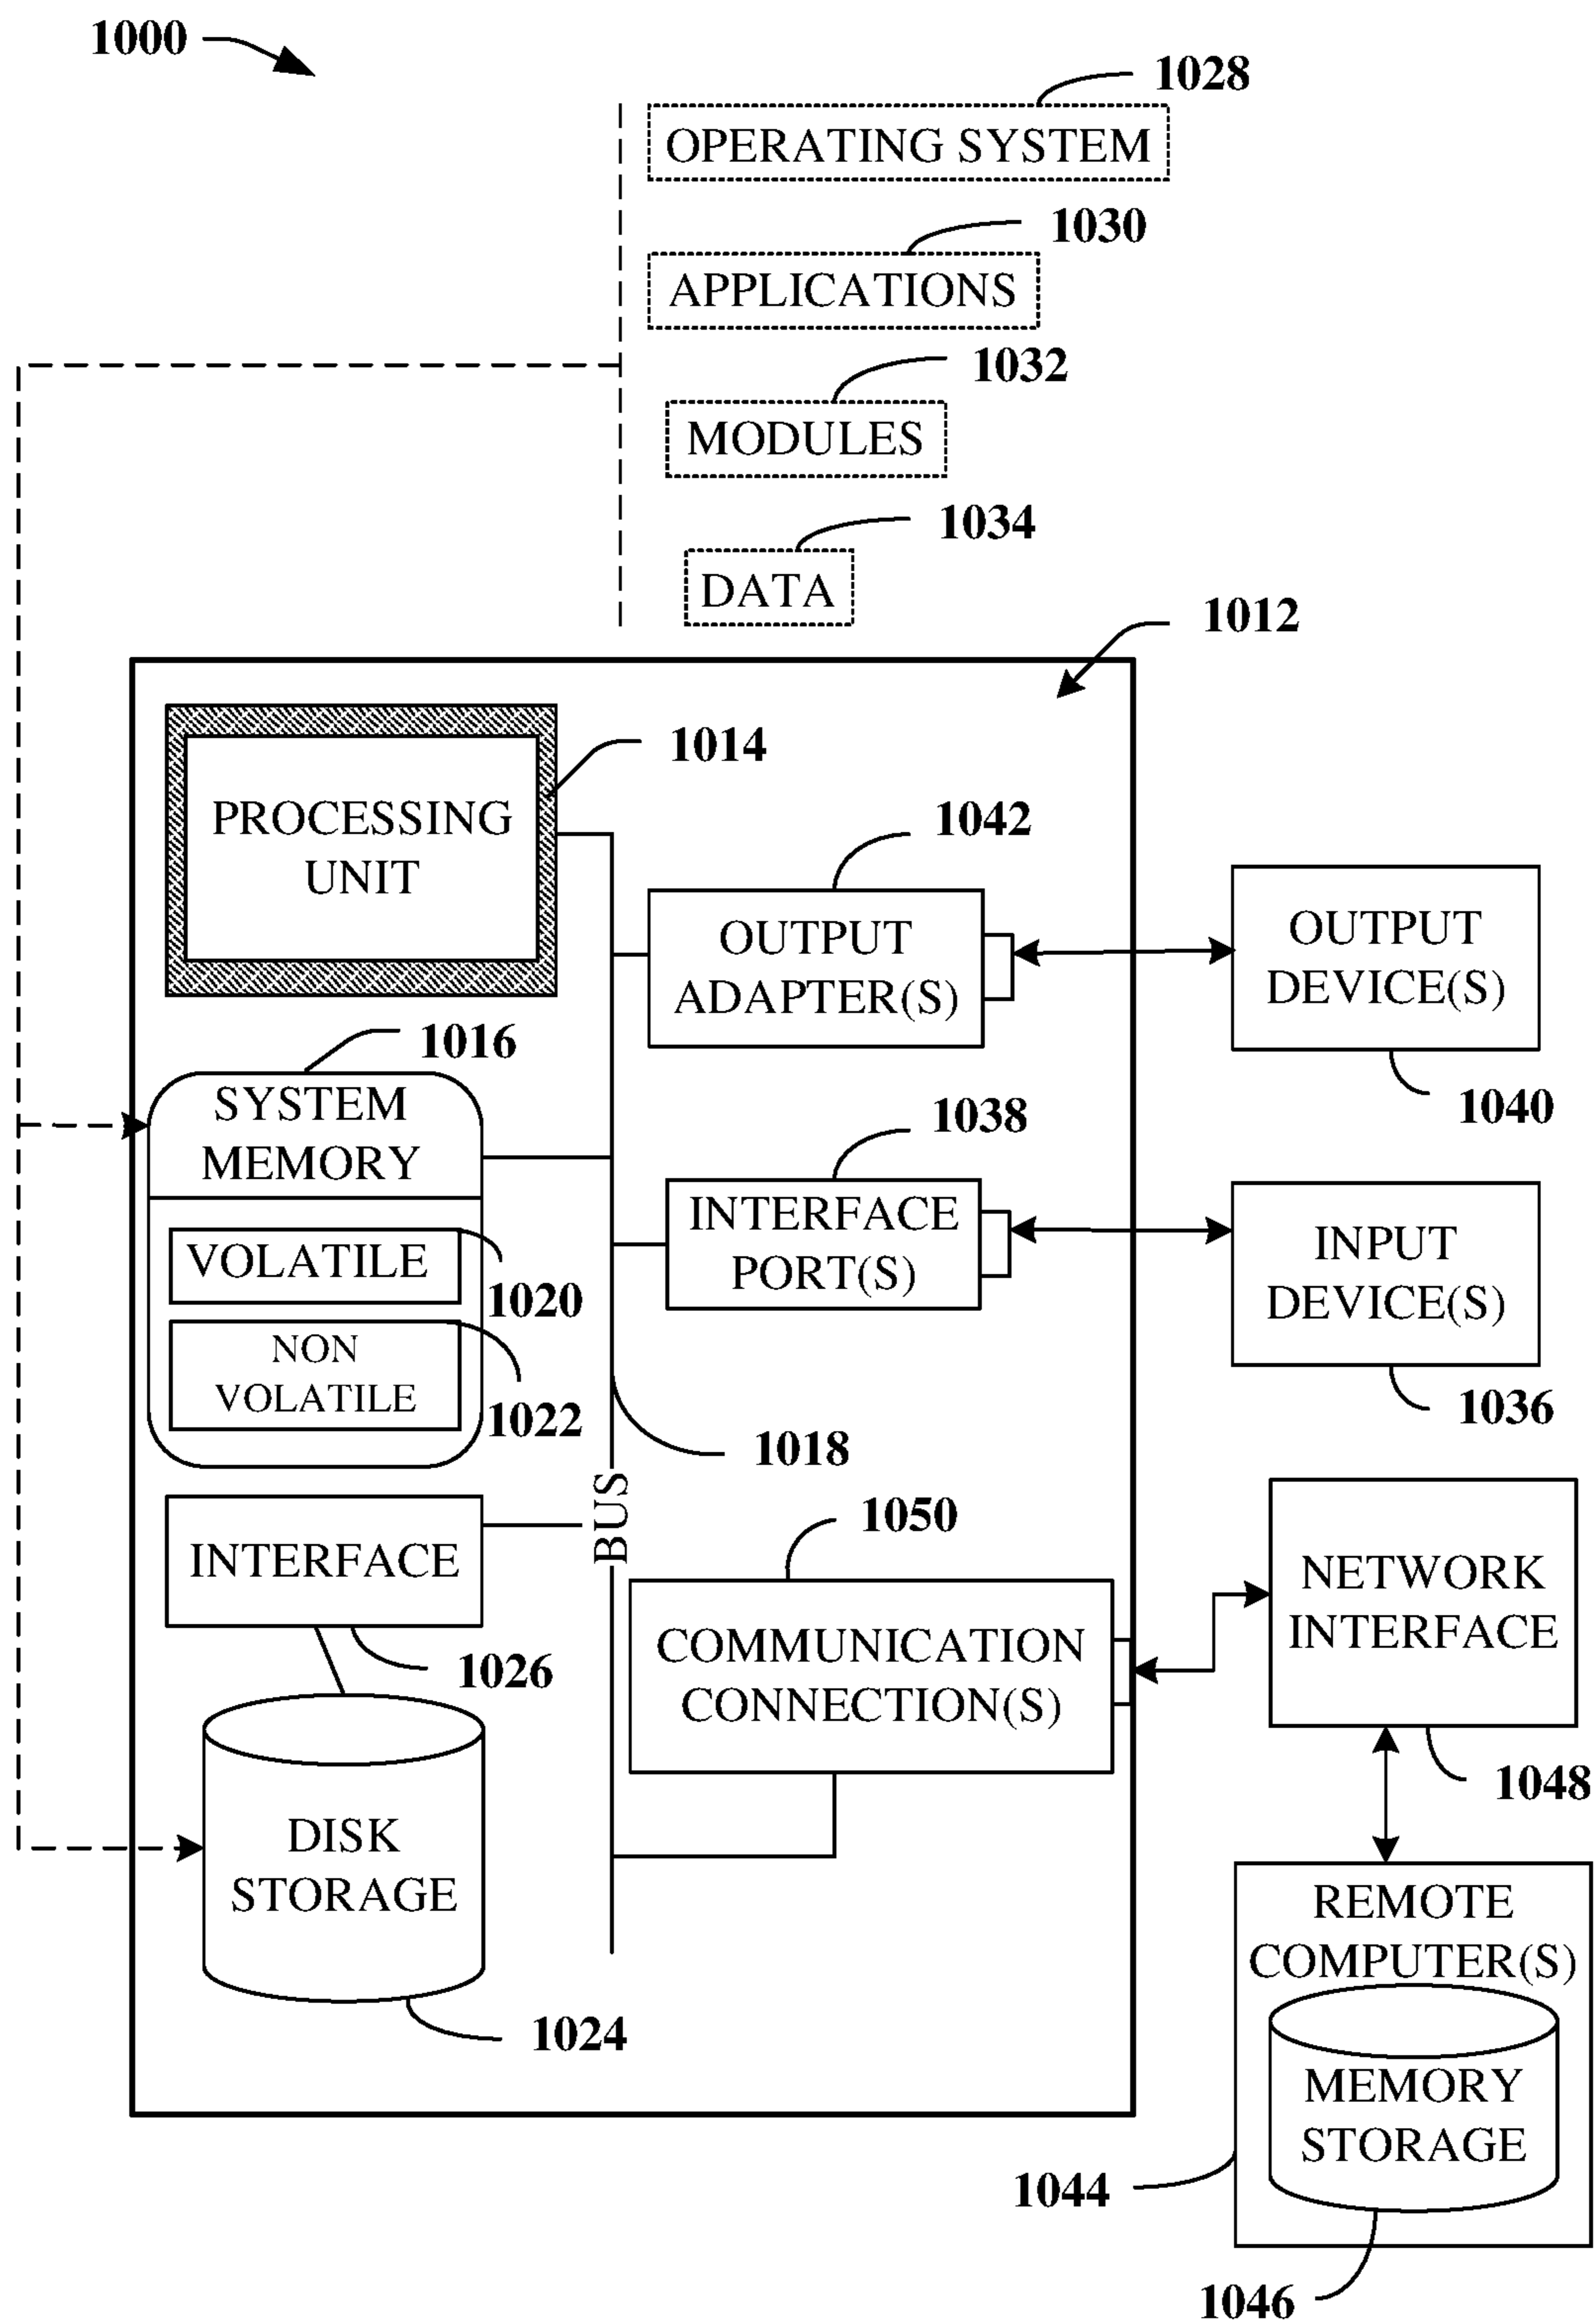 1000
1028
OPERATING SYSTEM
1030
APPLICATIONS
1032
MODULES
1034
DATA
1012
1014
PROCESSING
UNIT
1042
OUTPUT
ADAPTER(S)
OUTPUT
DEVICE(S)
1040
1016
SYSTEM
MEMORY
1038
INTERFACE
PORT(S)
INPUT
DEVICE(S)
1036
VOLATILE
1020
NON
VOLATILE
1022
1018
BUS
INTERFACE
1026
1050
COMMUNICATION
CONNECTION(S)
NETWORK
INTERFACE
1048
DISK
STORAGE
1024
REMOTE
COMPUTER(S)
MEMORY
STORAGE
1044
1046